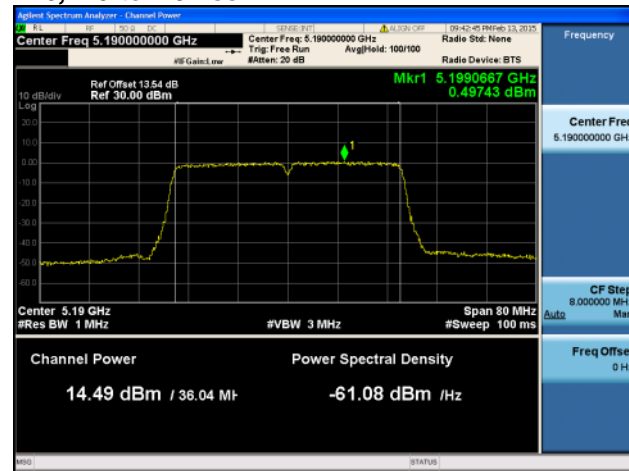 Agilent Spectrum Analyzer - Channel Power
RL RF 50 Ω DC SENSE:INT ALIGN OFF 09:42:45 PM Feb 13, 2015
Center Freq 5.190000000 GHz
Center Freq: 5.190000000 GHz Radio Std: None
Trig: Free Run Avg|Hold: 100/100
#IFGain:Low #Atten: 20 dB Radio Device: BTS
Frequency
Mkr1 5.1990667 GHz
0.49743 dBm
Ref Offset 13.54 dB
10 dB/div Ref 30.00 dBm
Log
20.0
10.0
0.00
-10.0
-20.0
-30.0
-40.0
-50.0
-60.0
1
Center 5.19 GHz Span 80 MHz
#Res BW 1 MHz #VBW 3 MHz #Sweep 100 ms
Channel Power Power Spectral Density
14.49 dBm / 36.04 MH -61.08 dBm /Hz
Center Fre
5.190000000 GH
CF Step
8.000000 MH
Auto Ma
Freq Offse
0 H
MSG STATUS